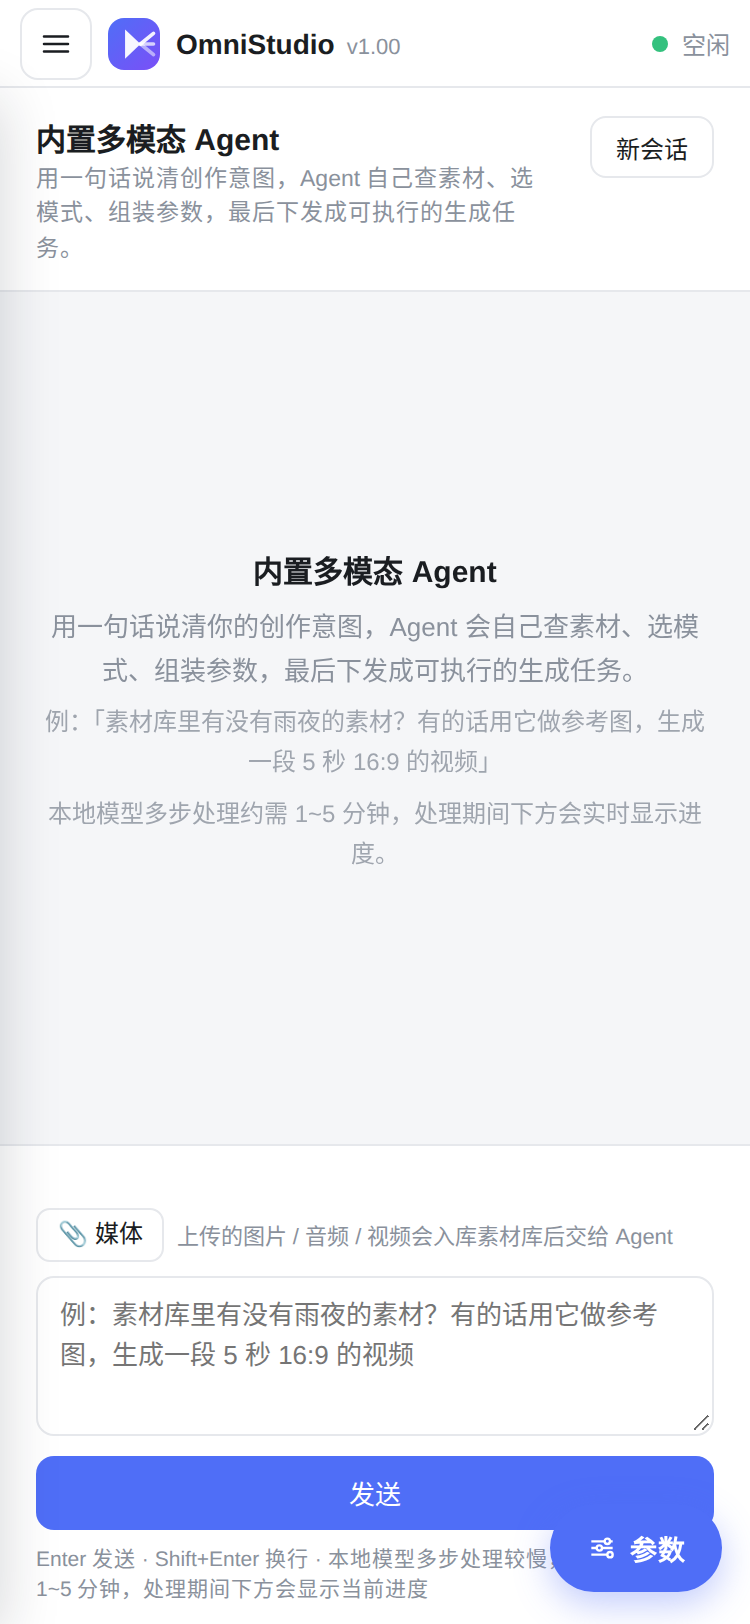 OmniStudio v1.00
空闲
内置多模态 Agent
新会话
用一句话说清创作意图，Agent 自己查素材、选
模式、组装参数，最后下发成可执行的生成任
务。
内置多模态 Agent
用一句话说清你的创作意图，Agent 会自己查素材、选模
式、组装参数，最后下发成可执行的生成任务。
例：「素材库里有没有雨夜的素材？有的话用它做参考图，生成
一段 5 秒 16:9 的视频」
本地模型多步处理约需 1~5 分钟，处理期间下方会实时显示进
度。
📎 媒体
上传的图片 / 音频 / 视频会入库素材库后交给 Agent
例：素材库里有没有雨夜的素材？有的话用它做参考
图，生成一段 5 秒 16:9 的视频
发送
Enter 发送 · Shift+Enter 换行 · 本地模型多步处理较慢，
1~5 分钟，处理期间下方会显示当前进度
参数